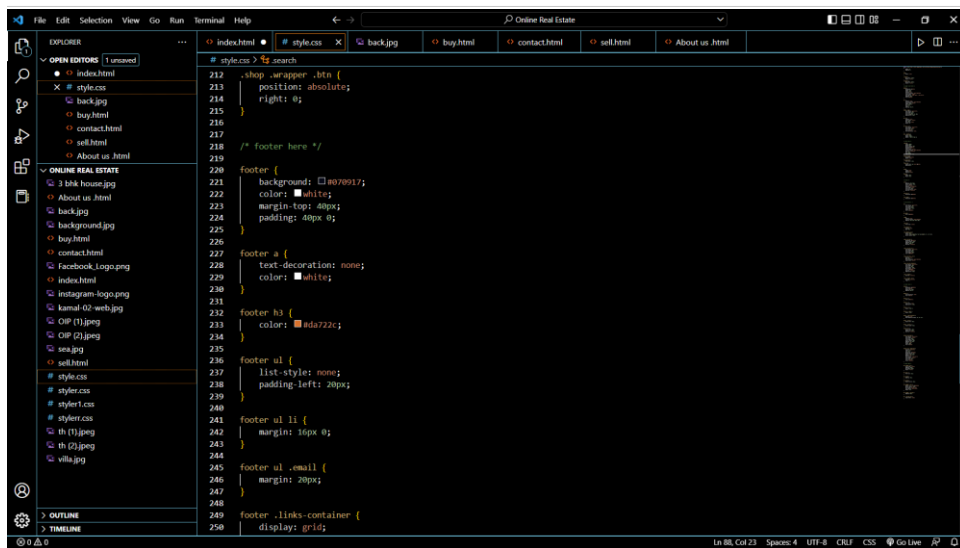 File Edit Selection View Go Run Terminal Help
Online Real Estate
EXPLORER
OPEN EDITORS 1 unsaved
index.html
style.css
back.jpg
buy.html
contact.html
sell.html
About us .html
ONLINE REAL ESTATE
3 bhk house.jpg
About us .html
back.jpg
background.jpg
buy.html
contact.html
Facebook_Logo.png
index.html
instagram-logo.png
kamal-02-web.jpg
OIP (1).jpeg
OIP (2).jpeg
sea.jpg
sell.html
style.css
styler.css
styler1.css
stylerr.css
th (1).jpeg
th (2).jpeg
villa.jpg
OUTLINE
TIMELINE
index.html # style.css back.jpg buy.html contact.html sell.html About us .html
# style.css > .search
212 .shop .wrapper .btn {
213 position: absolute;
214 right: 0;
215 }
216
217
218 /* footer here */
219
220 footer {
221 background: #070917;
222 color: white;
223 margin-top: 40px;
224 padding: 40px 0;
225 }
226
227 footer a {
228 text-decoration: none;
229 color: white;
230 }
231
232 footer h3 {
233 color: #da722c;
234 }
235
236 footer ul {
237 list-style: none;
238 padding-left: 20px;
239 }
240
241 footer ul li {
242 margin: 16px 0;
243 }
244
245 footer ul .email {
246 margin: 20px;
247 }
248
249 footer .links-container {
250 display: grid;
0 0
Ln 88, Col 23 Spaces: 4 UTF-8 CRLF CSS Go Live